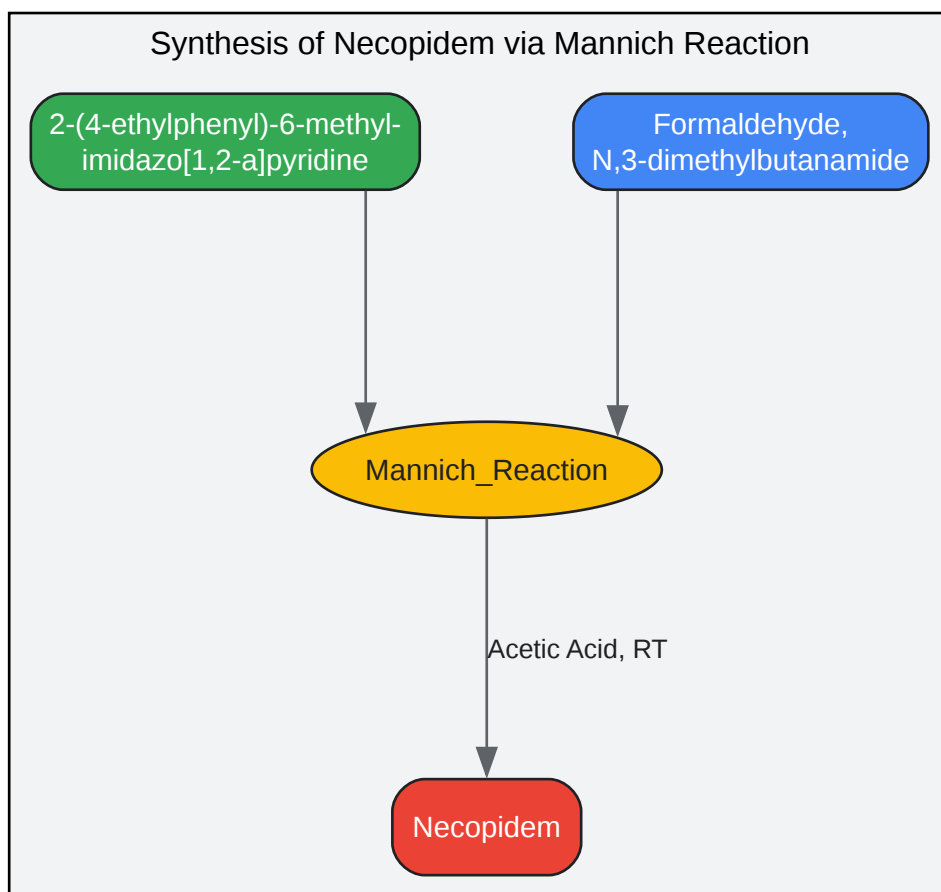 Synthesis of Necopidem via Mannich Reaction
2-(4-ethylphenyl)-6-methyl-
imidazo[1,2-a]pyridine
Formaldehyde,
N,3-dimethylbutanamide
Mannich_Reaction
Acetic Acid, RT
Necopidem